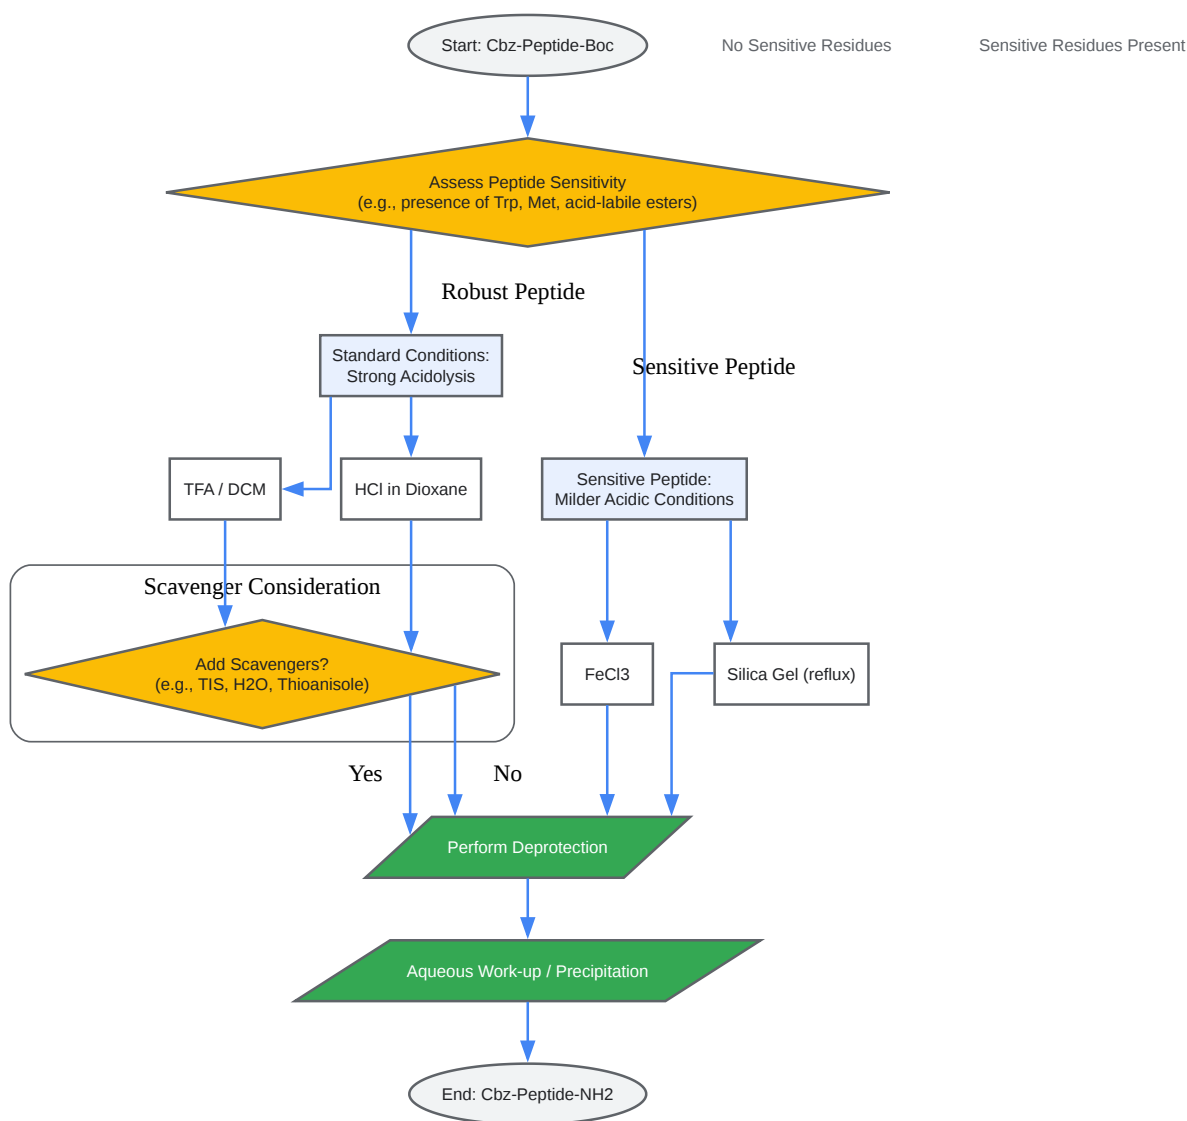 Start: Cbz-Peptide-Boc
No Sensitive Residues
Sensitive Residues Present
Assess Peptide Sensitivity
(e.g., presence of Trp, Met, acid-labile esters)
Robust Peptide
Standard Conditions:
Strong Acidolysis
Sensitive Peptide
TFA / DCM
HCl in Dioxane
Sensitive Peptide:
Milder Acidic Conditions
Scavenger Consideration
Add Scavengers?
(e.g., TIS, H2O, Thioanisole)
FeCl3
Silica Gel (reflux)
Yes
No
Perform Deprotection
Aqueous Work-up / Precipitation
End: Cbz-Peptide-NH2